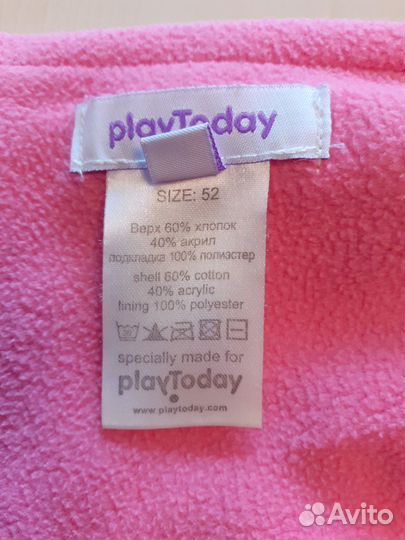 playToday
SIZE: 52
Верх 60% хлопок
40% акрил
подкладка 100% полиастер
shell 60% cotton
40% acrylic
lining 100% polyester
specially made for
playToday
www.playtoday.com
Avito